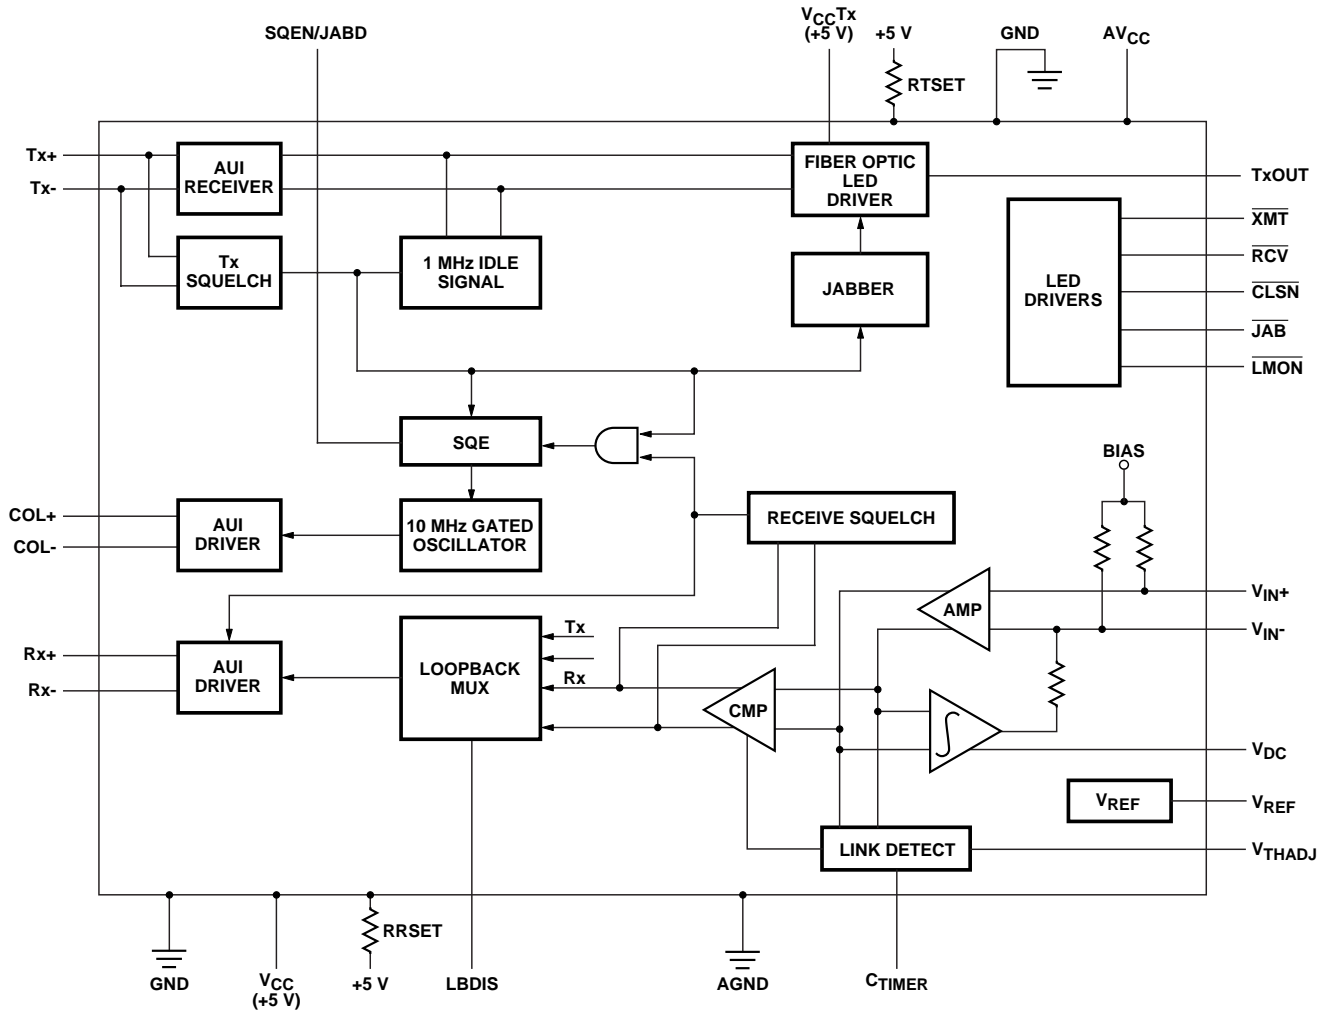 SQEN/JABD
VCCTx
(+5 V)
+5 V
GND
AVCC
RTSET
Tx+
Tx-
AUI
RECEIVER
FIBER OPTIC
LED
DRIVER
TxOUT
Tx
SQUELCH
1 MHz IDLE
SIGNAL
JABBER
LED
DRIVERS
XMT
RCV
CLSN
JAB
LMON
SQE
BIAS
COL+
COL-
AUI
DRIVER
10 MHz GATED
OSCILLATOR
RECEIVE SQUELCH
AMP
VIN+
VIN-
Rx+
Rx-
AUI
DRIVER
LOOPBACK
MUX
Tx
Rx
CMP
∫
VDC
VREF
VREF
LINK DETECT
VTHADJ
RRSET
GND
VCC
(+5 V)
+5 V
LBDIS
AGND
CTIMER